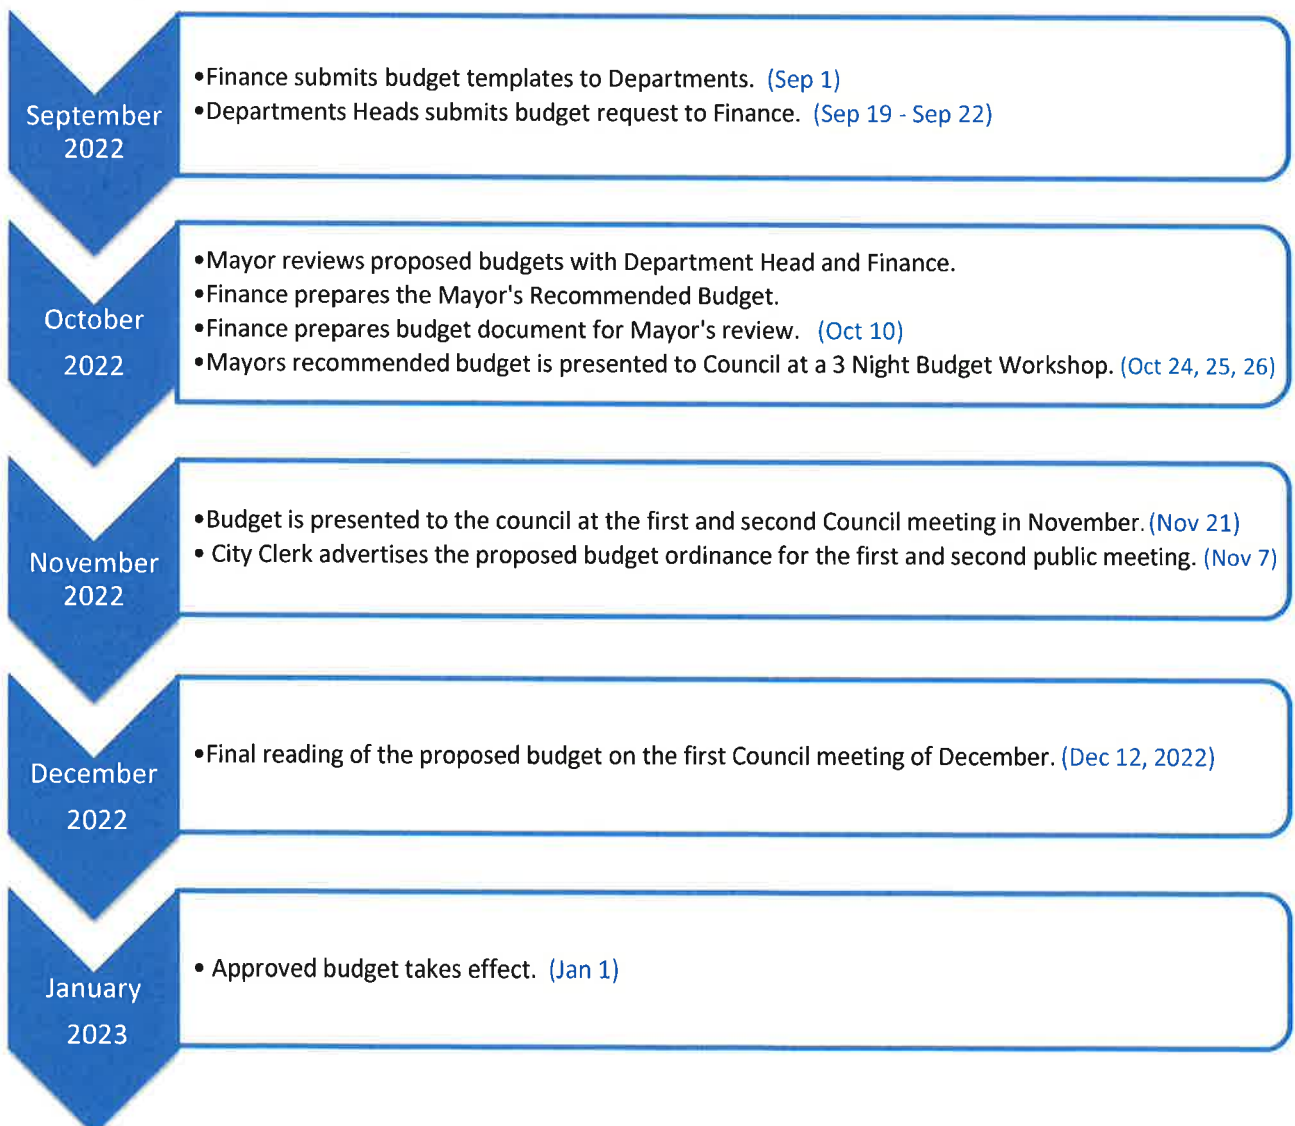 September
2022
•Finance submits budget templates to Departments. (Sep 1)
•Departments Heads submits budget request to Finance. (Sep 19 - Sep 22)
October
2022
•Mayor reviews proposed budgets with Department Head and Finance.
•Finance prepares the Mayor's Recommended Budget.
•Finance prepares budget document for Mayor's review. (Oct 10)
•Mayors recommended budget is presented to Council at a 3 Night Budget Workshop. (Oct 24, 25, 26)
November
2022
•Budget is presented to the council at the first and second Council meeting in November. (Nov 21)
• City Clerk advertises the proposed budget ordinance for the first and second public meeting. (Nov 7)
December
2022
•Final reading of the proposed budget on the first Council meeting of December. (Dec 12, 2022)
January
2023
• Approved budget takes effect. (Jan 1)